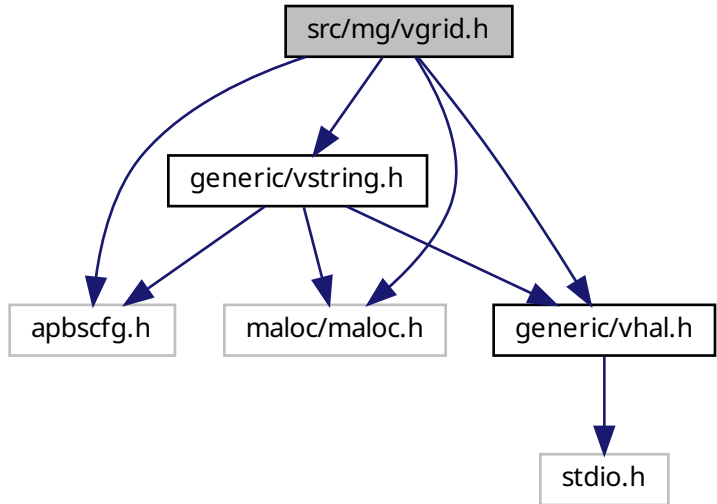 src/mg/vgrid.h
generic/vstring.h
apbscfg.h
maloc/maloc.h
generic/vhal.h
stdio.h